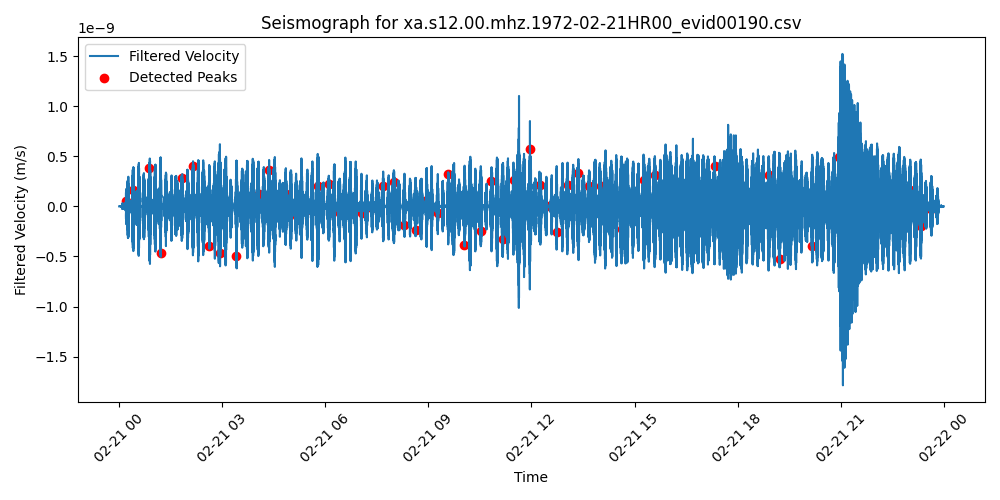 Seismograph for xa.s12.00.mhz.1972-02-21HR00_evid00190.csv
1e−9
Filtered Velocity
Detected Peaks
1.5
1.0
0.5
0.0
−0.5
−1.0
−1.5
Filtered Velocity (m/s)
02-21 00
02-21 03
02-21 06
02-21 09
02-21 12
02-21 15
02-21 18
02-21 21
02-22 00
Time